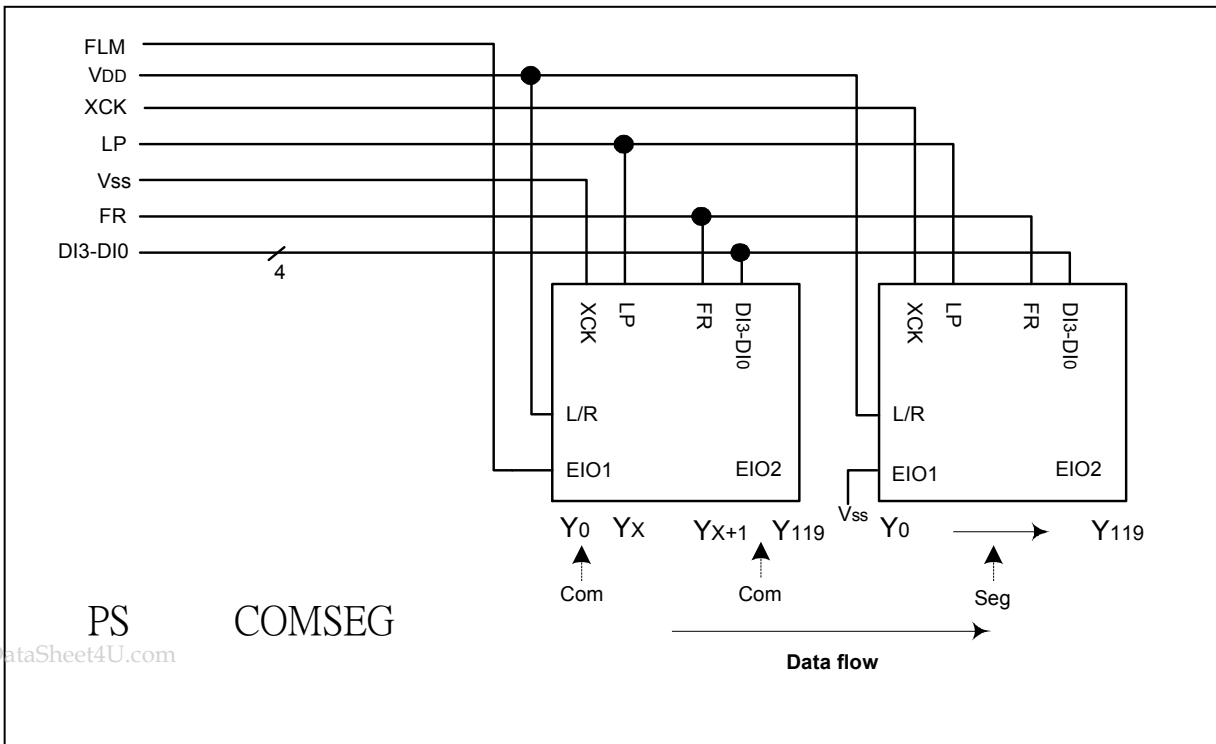 FLM
VDD
XCK
LP
Vss
FR
DI3-DI0
4
XCK
LP
FR
DI3-DI0
L/R
EIO1
EIO2
XCK
LP
FR
DI3-DI0
L/R
EIO1
EIO2
Vss
Y0 YX YX+1 Y119
Y0 Y119
Com
Com
Seg
PS COMSEG
Data flow
DataSheet4U.com